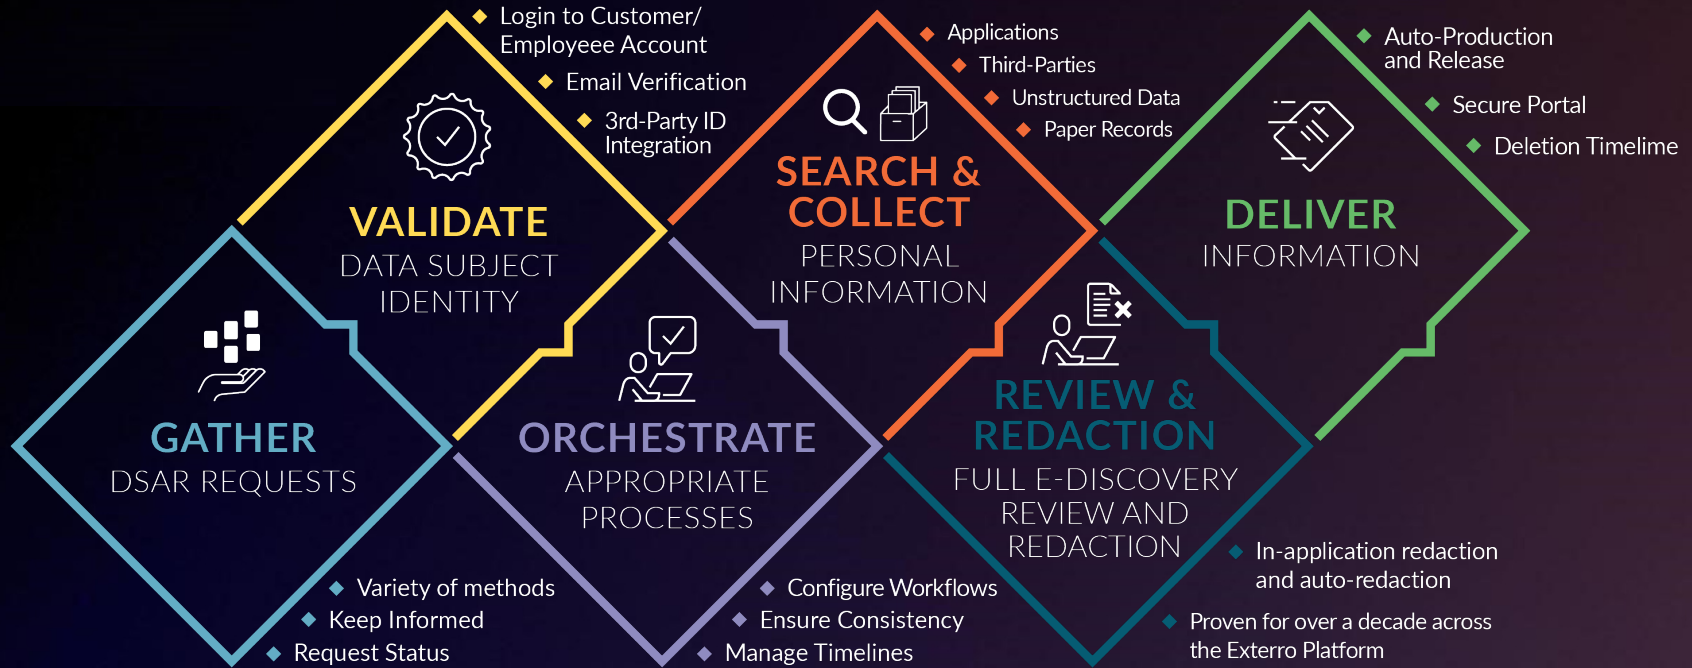 GATHER
DSAR REQUESTS
Variety of methods
Keep Informed
Request Status
VALIDATE
DATA SUBJECT
IDENTITY
Login to Customer/
Employeee Account
Email Verification
3rd-Party ID
Integration
ORCHESTRATE
APPROPRIATE
PROCESSES
Configure Workflows
Ensure Consistency
Manage Timelines
SEARCH &
COLLECT
PERSONAL
INFORMATION
Applications
Third-Parties
Unstructured Data
Paper Records
REVIEW &
REDACTION
FULL E-DISCOVERY
REVIEW AND
REDACTION
In-application redaction
and auto-redaction
Proven for over a decade across
the Exterro Platform
DELIVER
INFORMATION
Auto-Production
and Release
Secure Portal
Deletion Timelime